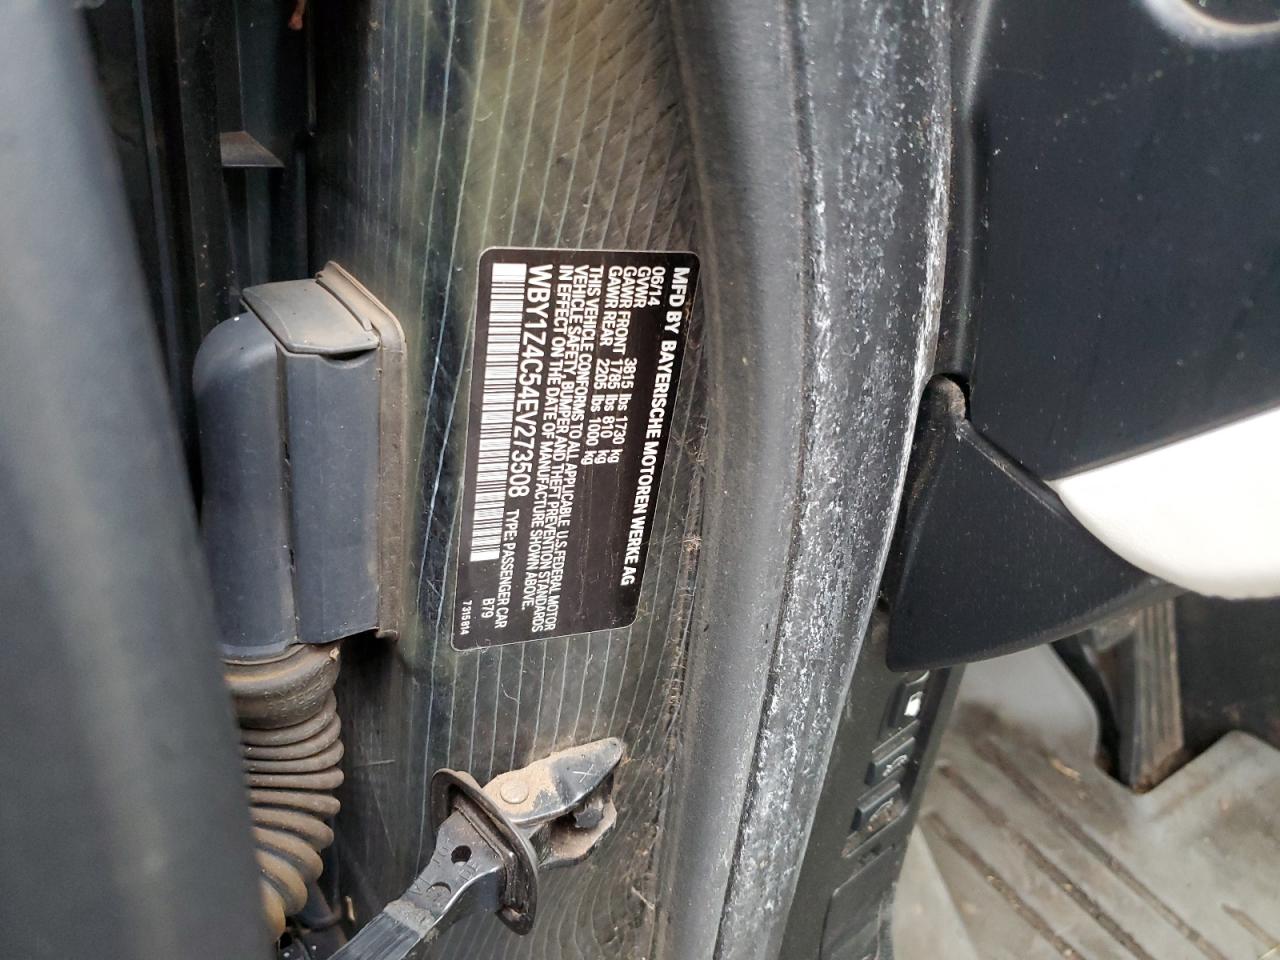 MFD BY BAYERISCHE MOTOREN WERKE AG
06/14
GVWR 3815 lbs 1730 kg
GAWR FRONT 1785 lbs 810 kg
GAWR REAR 2205 lbs 1000 kg
THIS VEHICLE CONFORMS TO ALL APPLICABLE U.S.FEDERAL MOTOR
VEHICLE SAFETY, BUMPER AND THEFT PREVENTION STANDARDS
IN EFFECT ON THE DATE OF MANUFACTURE SHOWN ABOVE.
WBY1Z4C54EV273508 TYPE: PASSENGER CAR
B79
7315814